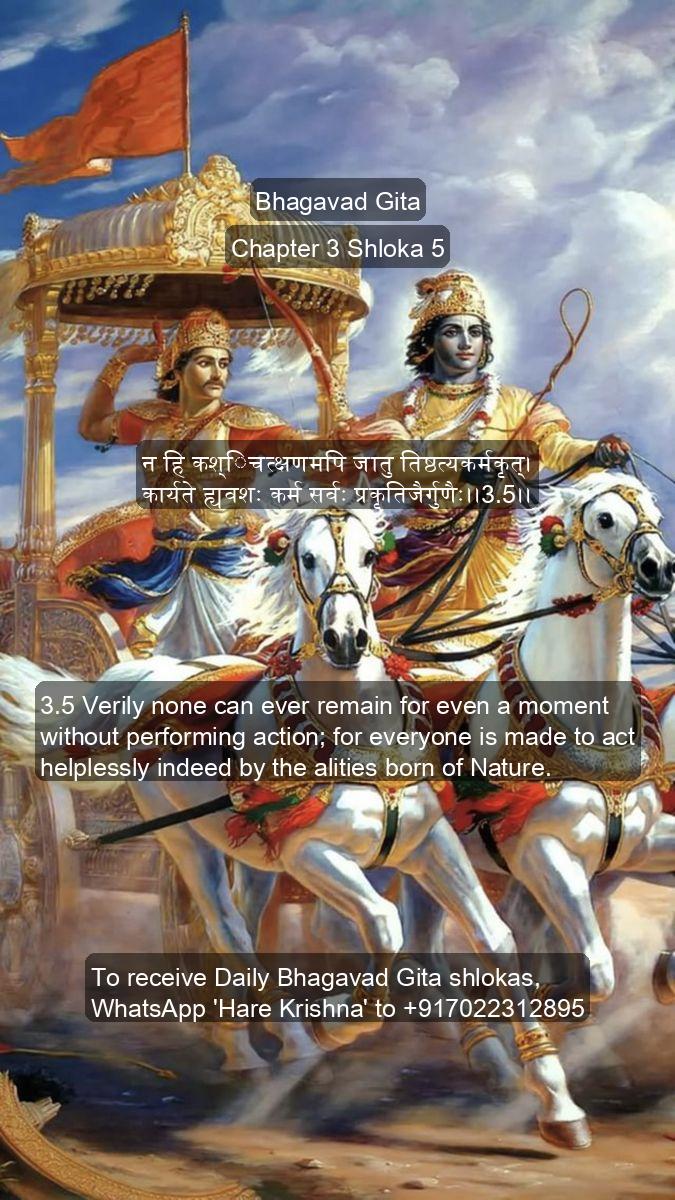 Bhagavad Gita
Chapter 3 Shloka 5
न हि कश्िचत्क्षणमपि जातु तिष्ठत्यकर्मकृत्।
कार्यते ह्यवशः कर्म सर्वः प्रकृतिजैर्गुणैः।।3.5।।
3.5 Verily none can ever remain for even a moment
without performing action; for everyone is made to act
helplessly indeed by the alities born of Nature.
To receive Daily Bhagavad Gita shlokas,
WhatsApp 'Hare Krishna' to +917022312895